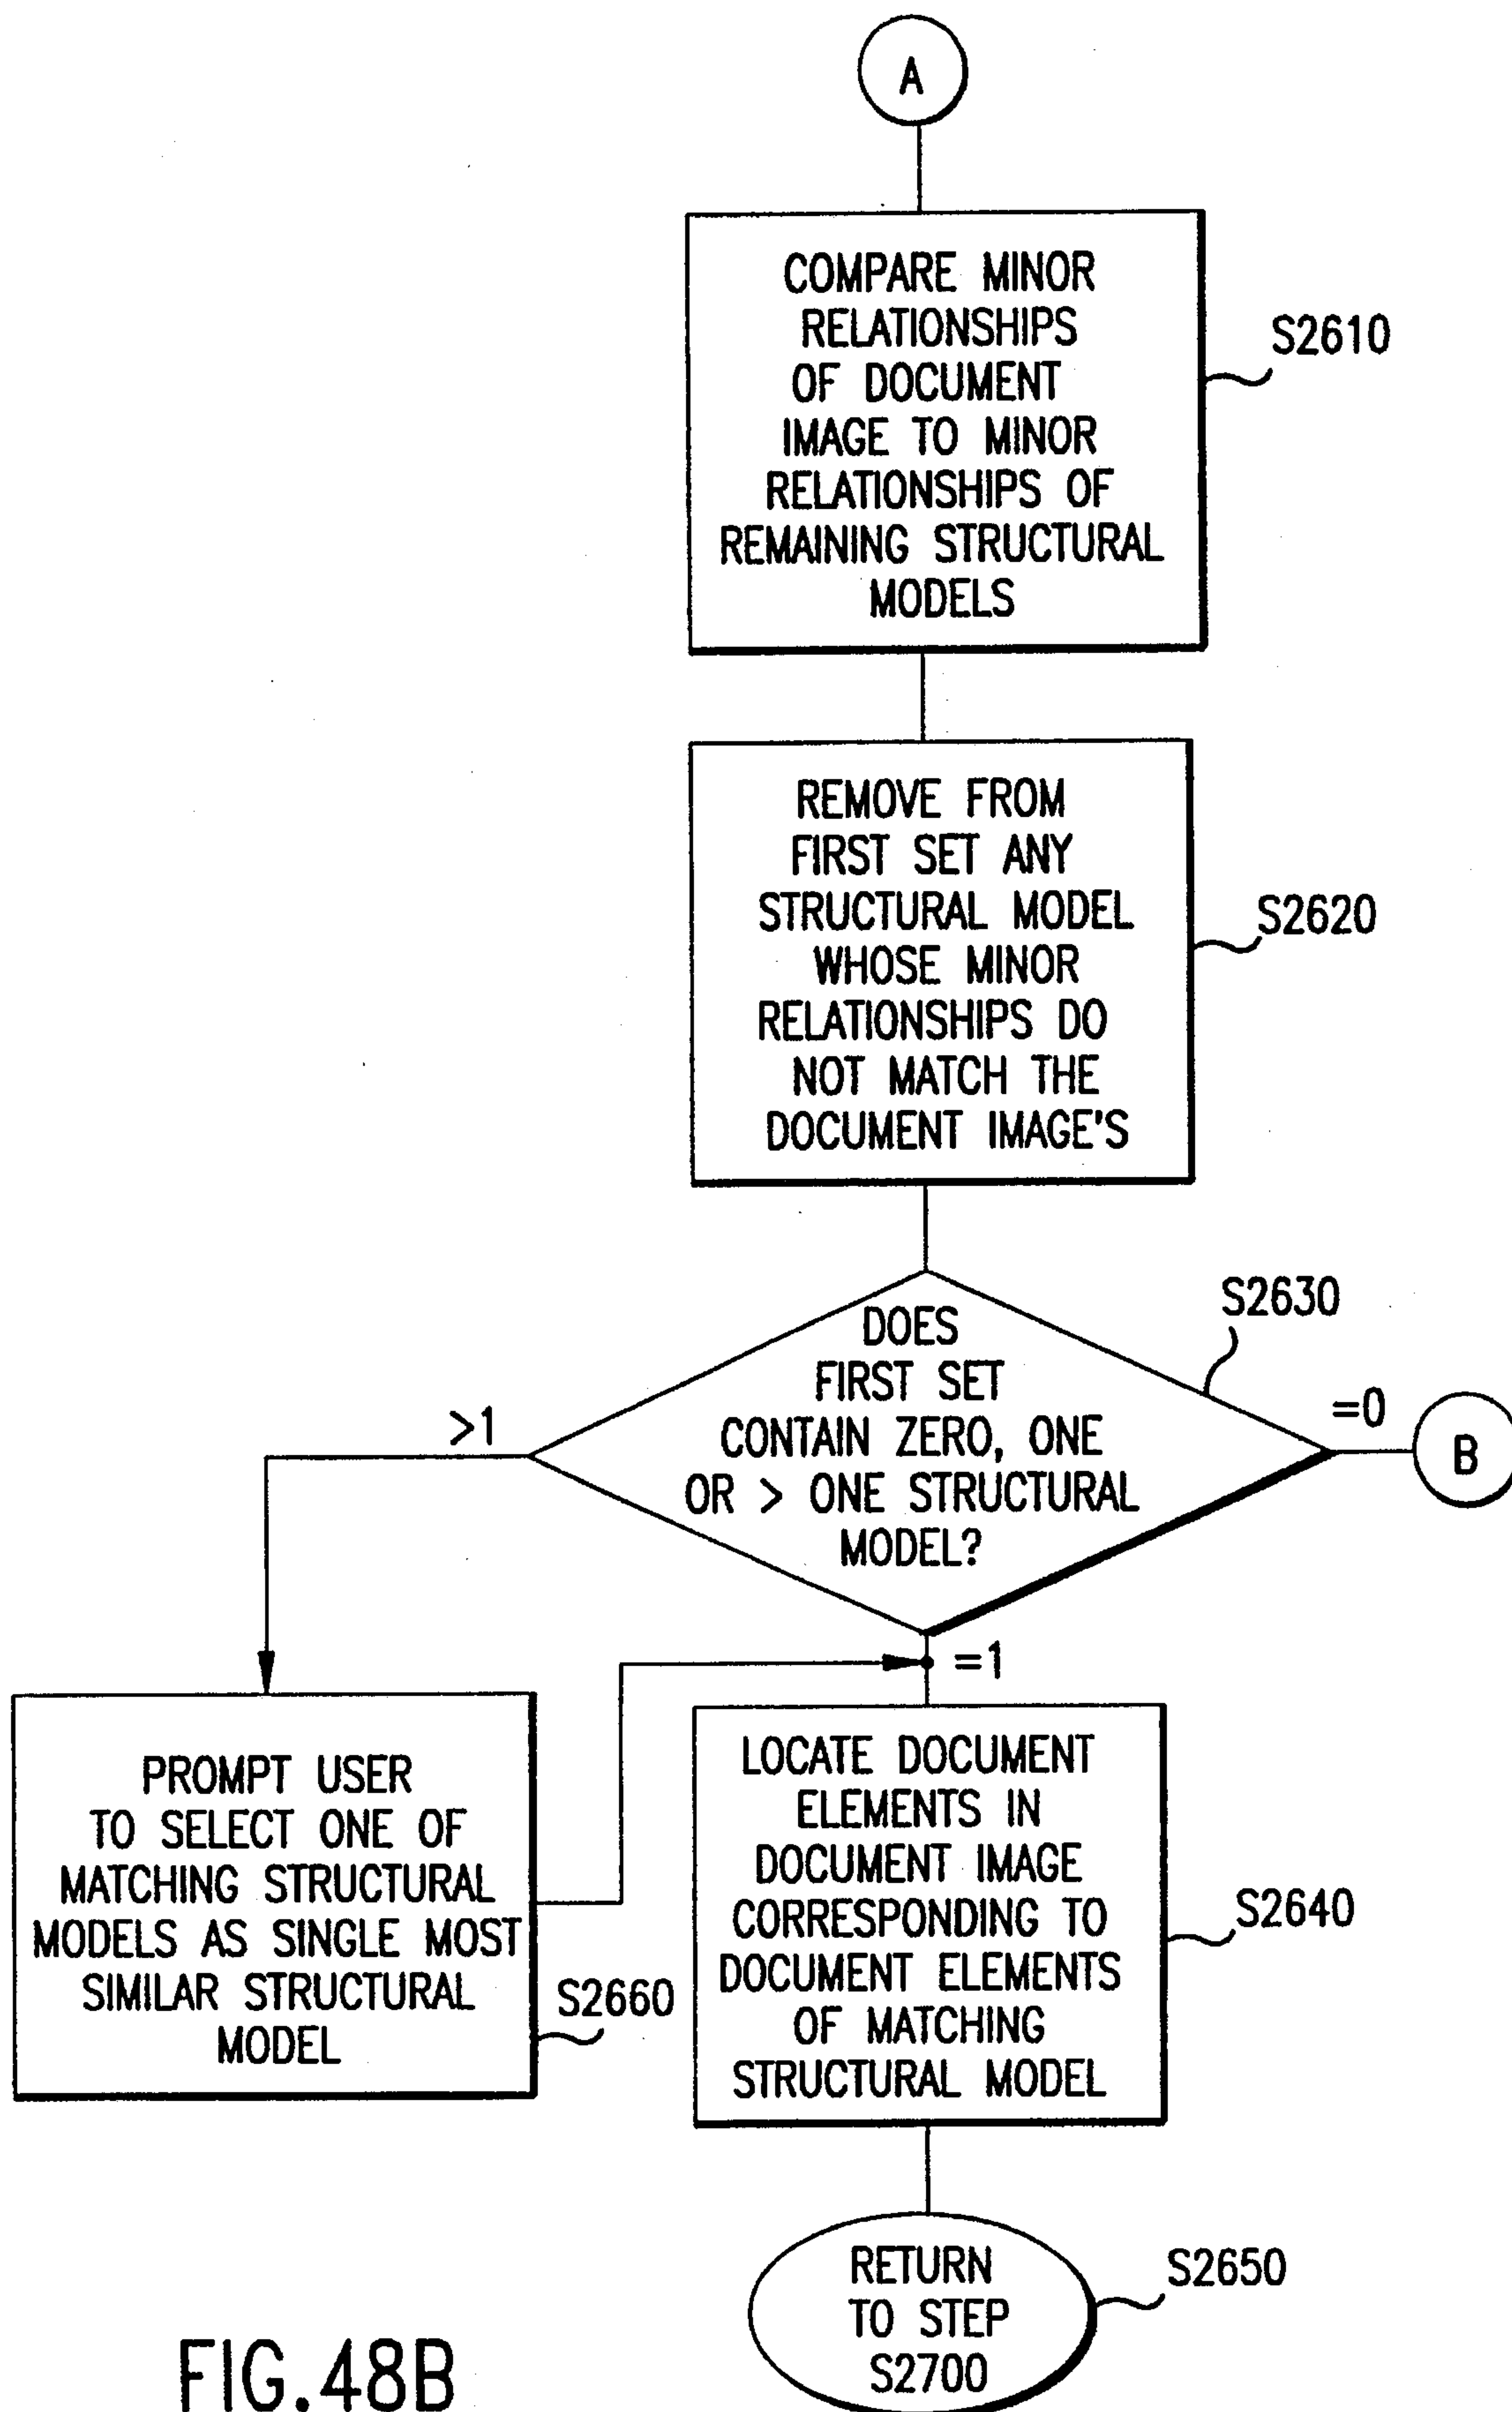 A
COMPARE MINOR
RELATIONSHIPS
OF DOCUMENT
IMAGE TO MINOR
RELATIONSHIPS OF
REMAINING STRUCTURAL
MODELS
S2610
REMOVE FROM
FIRST SET ANY
STRUCTURAL MODEL
WHOSE MINOR
RELATIONSHIPS DO
NOT MATCH THE
DOCUMENT IMAGE'S
S2620
DOES
FIRST SET
CONTAIN ZERO, ONE
OR > ONE STRUCTURAL
MODEL?
S2630
=0
B
>1
=1
PROMPT USER
TO SELECT ONE OF
MATCHING STRUCTURAL
MODELS AS SINGLE MOST
SIMILAR STRUCTURAL
MODEL
S2660
LOCATE DOCUMENT
ELEMENTS IN
DOCUMENT IMAGE
CORRESPONDING TO
DOCUMENT ELEMENTS
OF MATCHING
STRUCTURAL MODEL
S2640
RETURN
TO STEP
S2700
S2650
FIG.48B